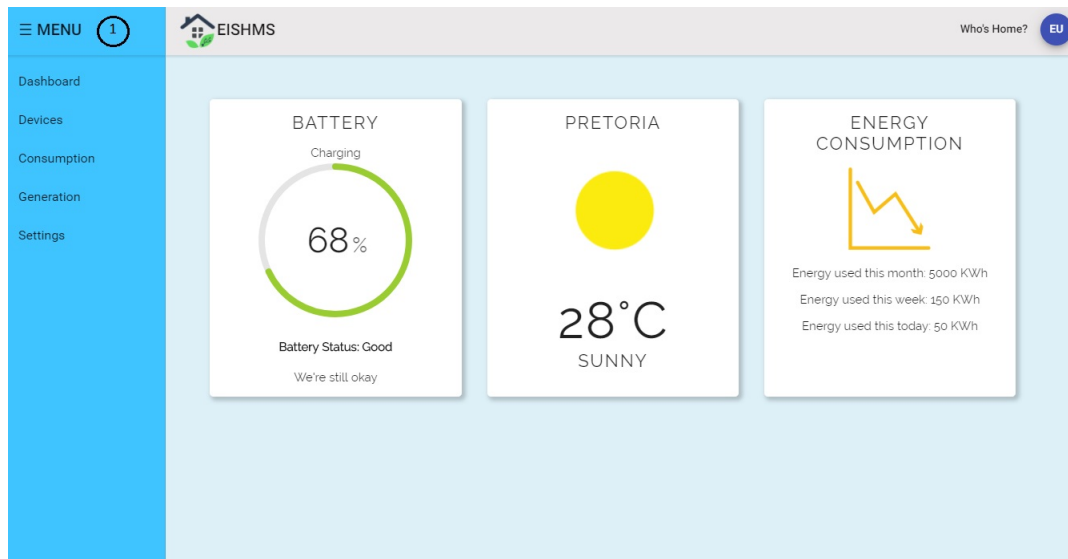 ☰ MENU 1
EISHMS
Who's Home?
EU
Dashboard
Devices
Consumption
Generation
Settings
BATTERY
Charging
68%
Battery Status: Good
We're still okay
PRETORIA
28°C
SUNNY
ENERGY
CONSUMPTION
Energy used this month: 5000 KWh
Energy used this week: 150 KWh
Energy used this today: 50 KWh